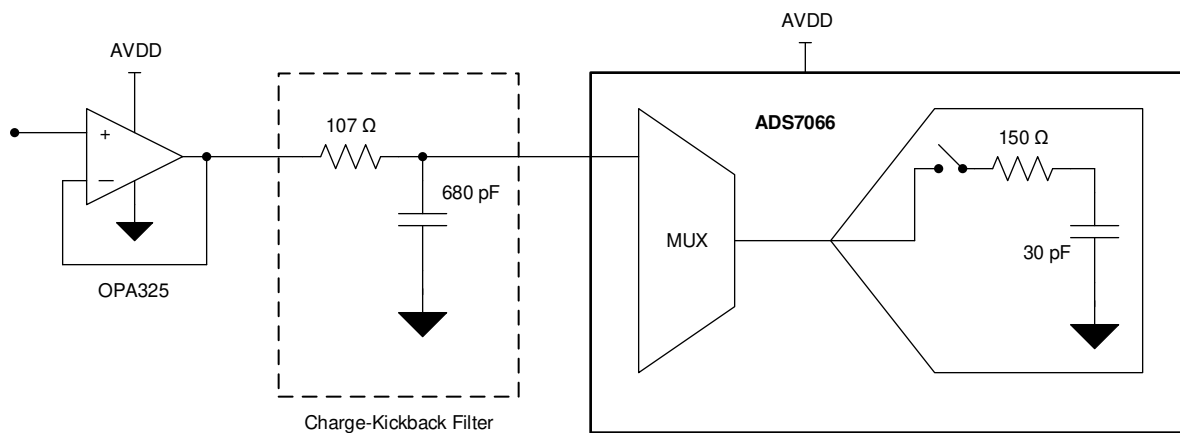 AVDD
AVDD
107 Ω
ADS7066
150 Ω
+
−
680 pF
MUX
30 pF
OPA325
Charge-Kickback Filter